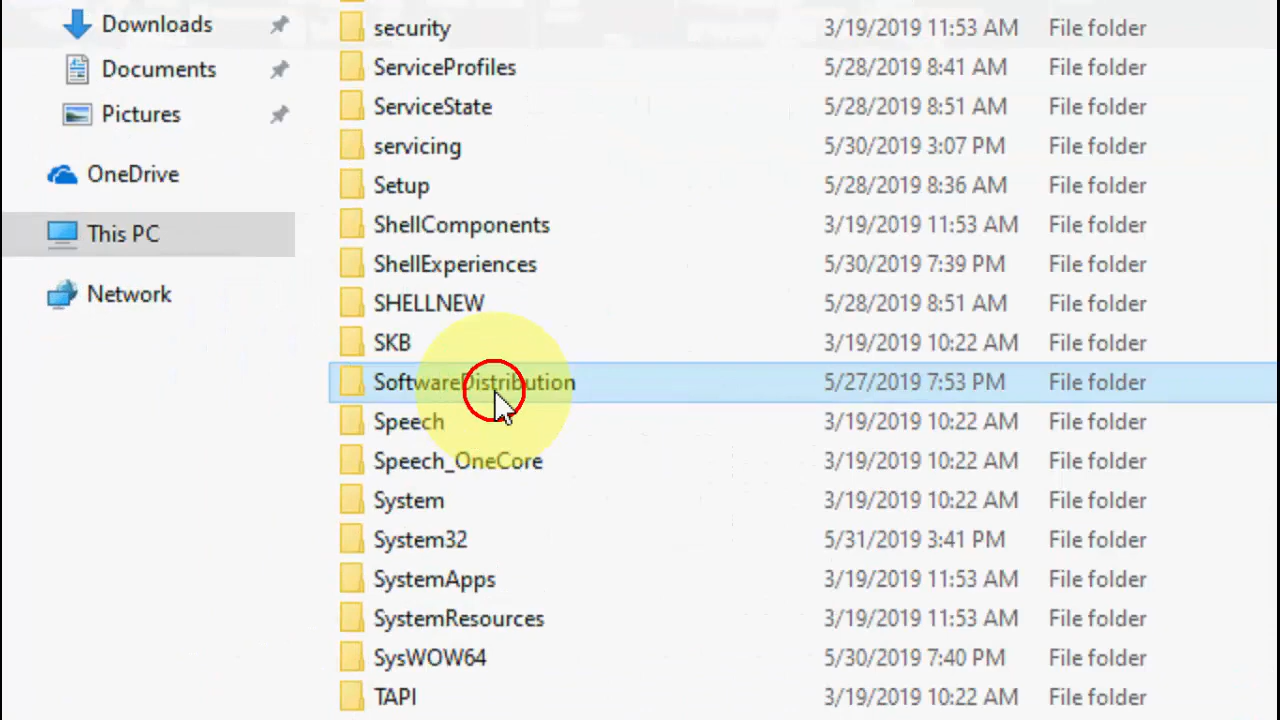 Downloads
Documents
Pictures
OneDrive
This PC
Network
security 3/19/2019 11:53 AM File folder
ServiceProfiles 5/28/2019 8:41 AM File folder
ServiceState 5/28/2019 8:51 AM File folder
servicing 5/30/2019 3:07 PM File folder
Setup 5/28/2019 8:36 AM File folder
ShellComponents 3/19/2019 11:53 AM File folder
ShellExperiences 5/30/2019 7:39 PM File folder
SHELLNEW 5/28/2019 8:51 AM File folder
SKB 3/19/2019 10:22 AM File folder
SoftwareDistribution 5/27/2019 7:53 PM File folder
Speech 3/19/2019 10:22 AM File folder
Speech_OneCore 3/19/2019 10:22 AM File folder
System 3/19/2019 10:22 AM File folder
System32 5/31/2019 3:41 PM File folder
SystemApps 3/19/2019 11:53 AM File folder
SystemResources 3/19/2019 11:53 AM File folder
SysWOW64 5/30/2019 7:40 PM File folder
TAPI 3/19/2019 10:22 AM File folder